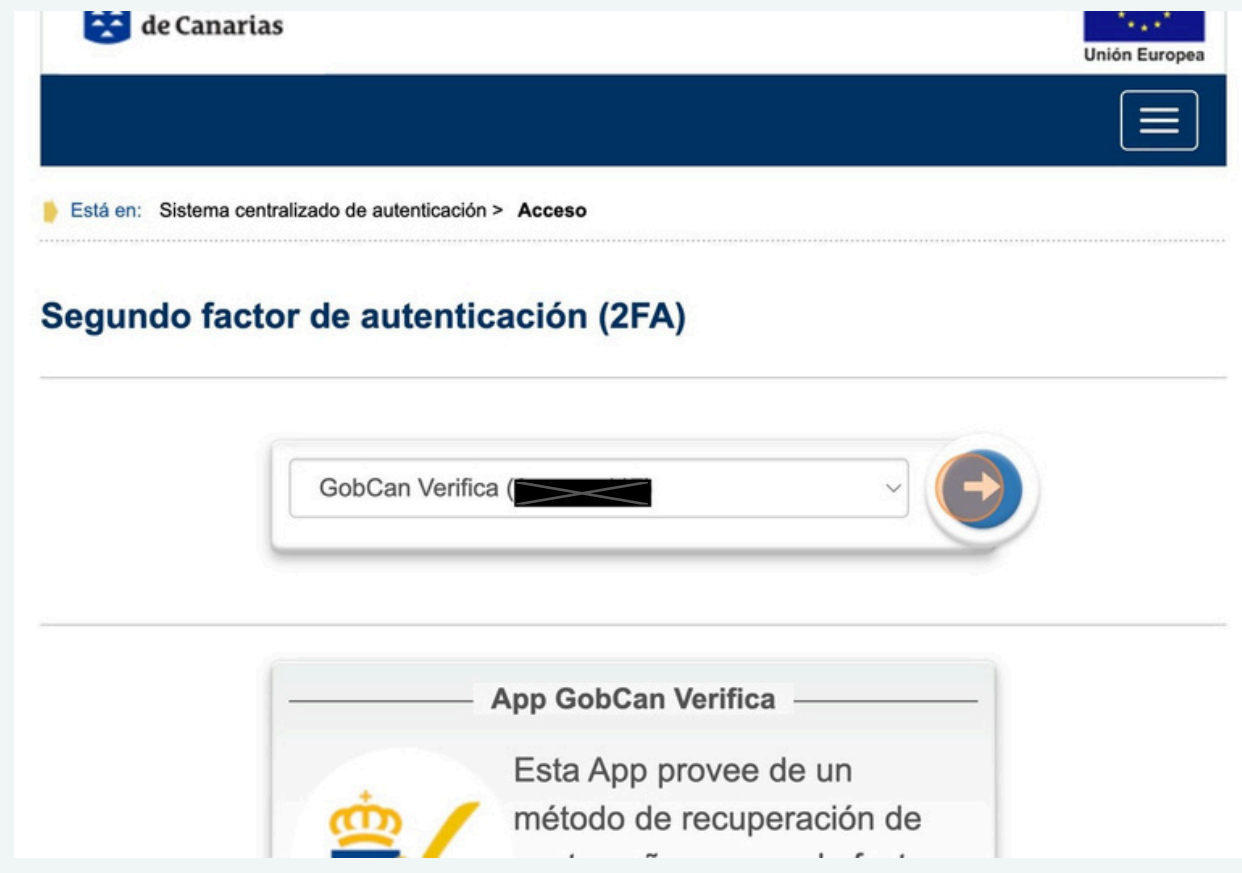 de Canarias
Unión Europea
Está en: Sistema centralizado de autenticación > Acceso
Segundo factor de autenticación (2FA)
GobCan Verifica (
App GobCan Verifica
Esta App provee de un
método de recuperación de